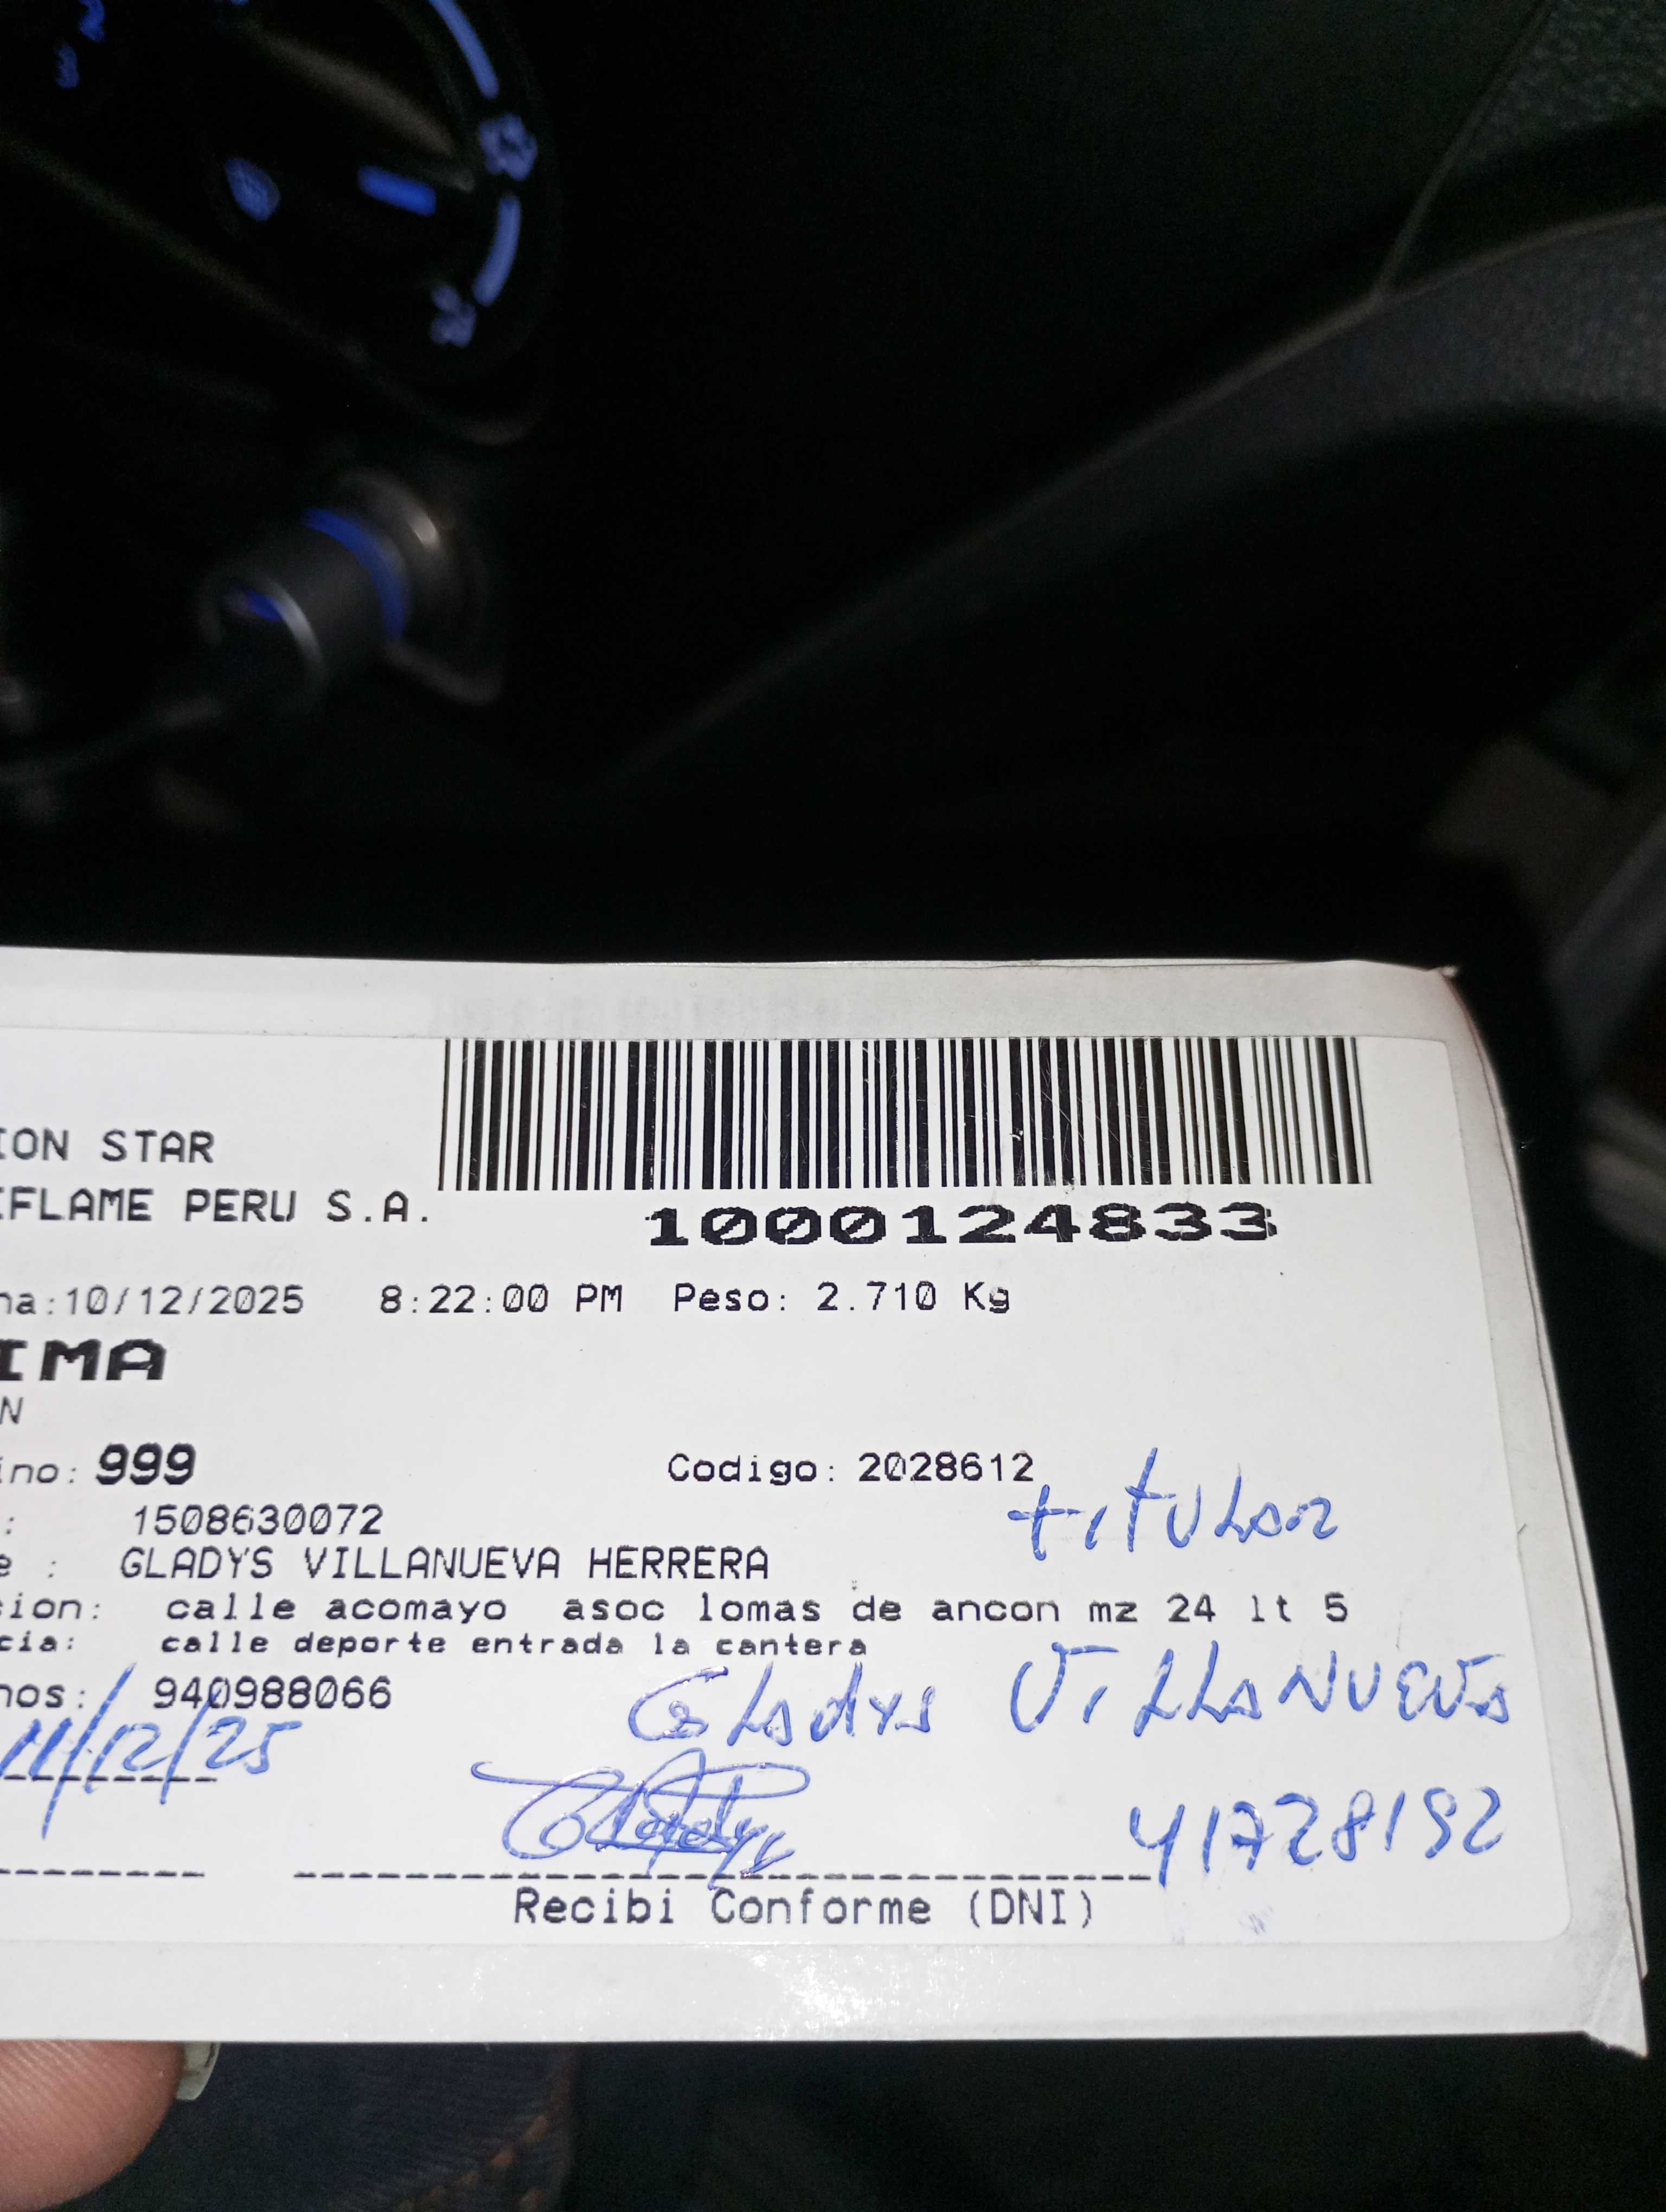 ION STAR
IFLAME PERU S.A.
1000124833
ha:10/12/2025 8:22:00 PM Peso: 2.710 Kg
IMA
N
ino: 999 Codigo: 2028612
titular
: 1508630072
e : GLADYS VILLANUEVA HERRERA
cion: calle acomayo asoc lomas de ancon mz 24 lt 5
cia: calle deporte entrada la cantera
nos: 940988066
Gladys Villanueva
11/12/25
41728192
Recibi Conforme (DNI)